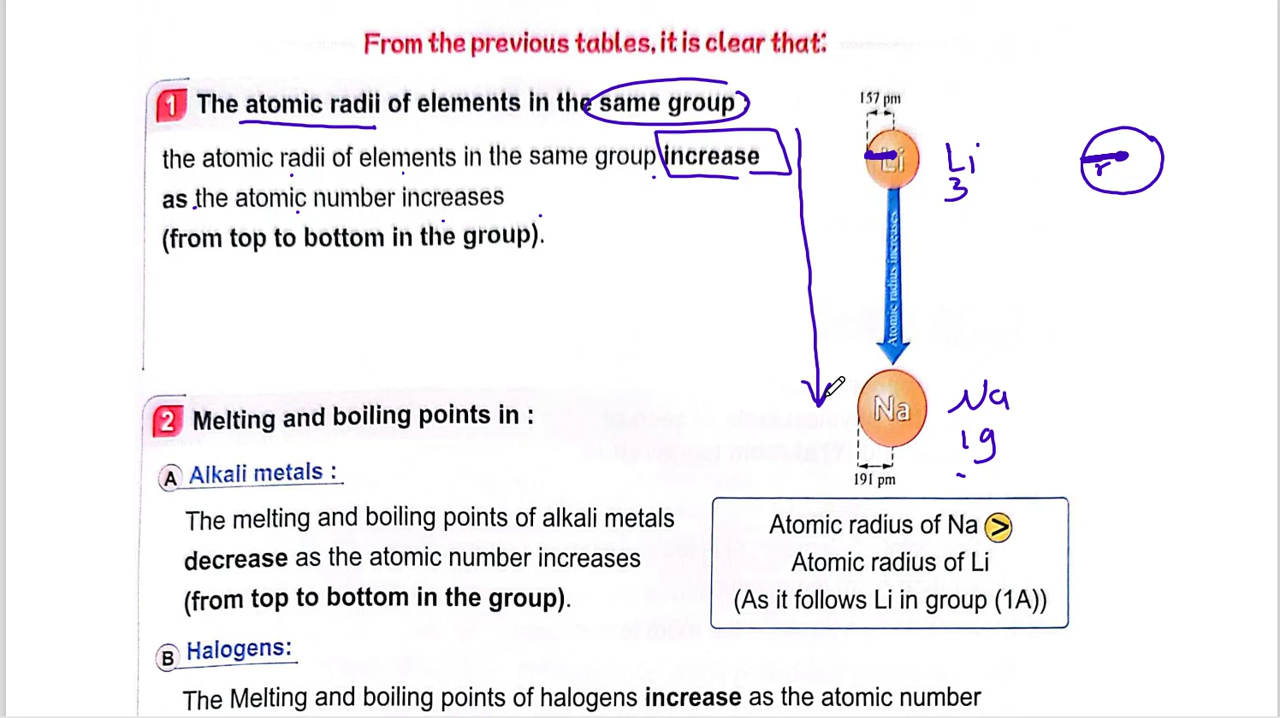 From the previous tables, it is clear that:
1 The atomic radii of elements in the same group
the atomic radii of elements in the same group increase
as the atomic number increases
(from top to bottom in the group).
157 pm
Li
Li
3
r
Atomic radius increases
Na
Na
191 pm
2 Melting and boiling points in :
A Alkali metals :
The melting and boiling points of alkali metals
decrease as the atomic number increases
(from top to bottom in the group).
Atomic radius of Na >
Atomic radius of Li
(As it follows Li in group (1A))
B Halogens:
The Melting and boiling points of halogens increase as the atomic number